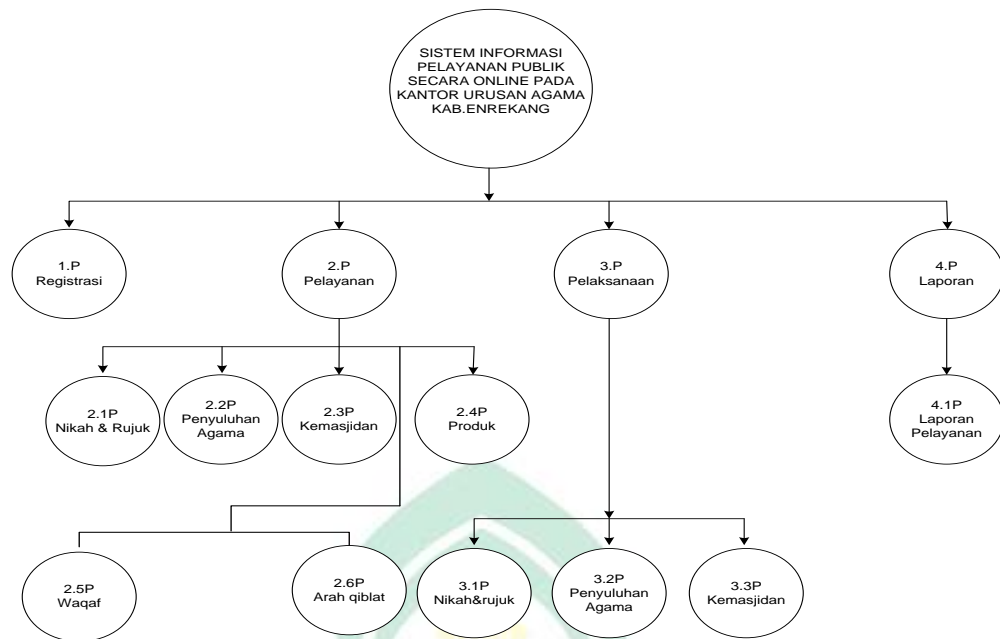 SISTEM INFORMASI
PELAYANAN PUBLIK
SECARA ONLINE PADA
KANTOR URUSAN AGAMA
KAB.ENREKANG
1.P
Registrasi
2.P
Pelayanan
3.P
Pelaksanaan
4.P
Laporan
2.1P
Nikah & Rujuk
2.2P
Penyuluhan
Agama
2.3P
Kemasjidan
2.4P
Produk
4.1P
Laporan
Pelayanan
2.5P
Waqaf
2.6P
Arah qiblat
3.1P
Nikah&rujuk
3.2P
Penyuluhan
Agama
3.3P
Kemasjidan